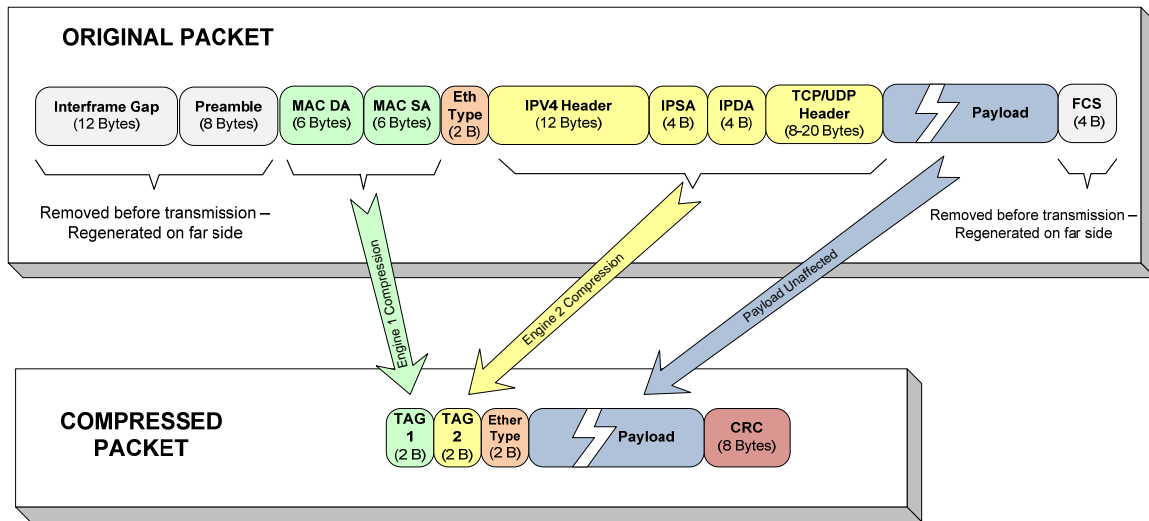 ORIGINAL PACKET
Interframe Gap
(12 Bytes)
Preamble
(8 Bytes)
MAC DA
(6 Bytes)
MAC SA
(6 Bytes)
Eth
Type
(2 B)
IPV4 Header
(12 Bytes)
IPSA
(4 B)
IPDA
(4 B)
TCP/UDP
Header
(8-20 Bytes)
Payload
FCS
(4 B)
Removed before transmission –
Regenerated on far side
Removed before transmission –
Regenerated on far side
Engine 1 Compression
Engine 2 Compression
Payload Unaffected
COMPRESSED
PACKET
TAG
1
(2 B)
TAG
2
(2 B)
Ether
Type
(2 B)
Payload
CRC
(8 Bytes)